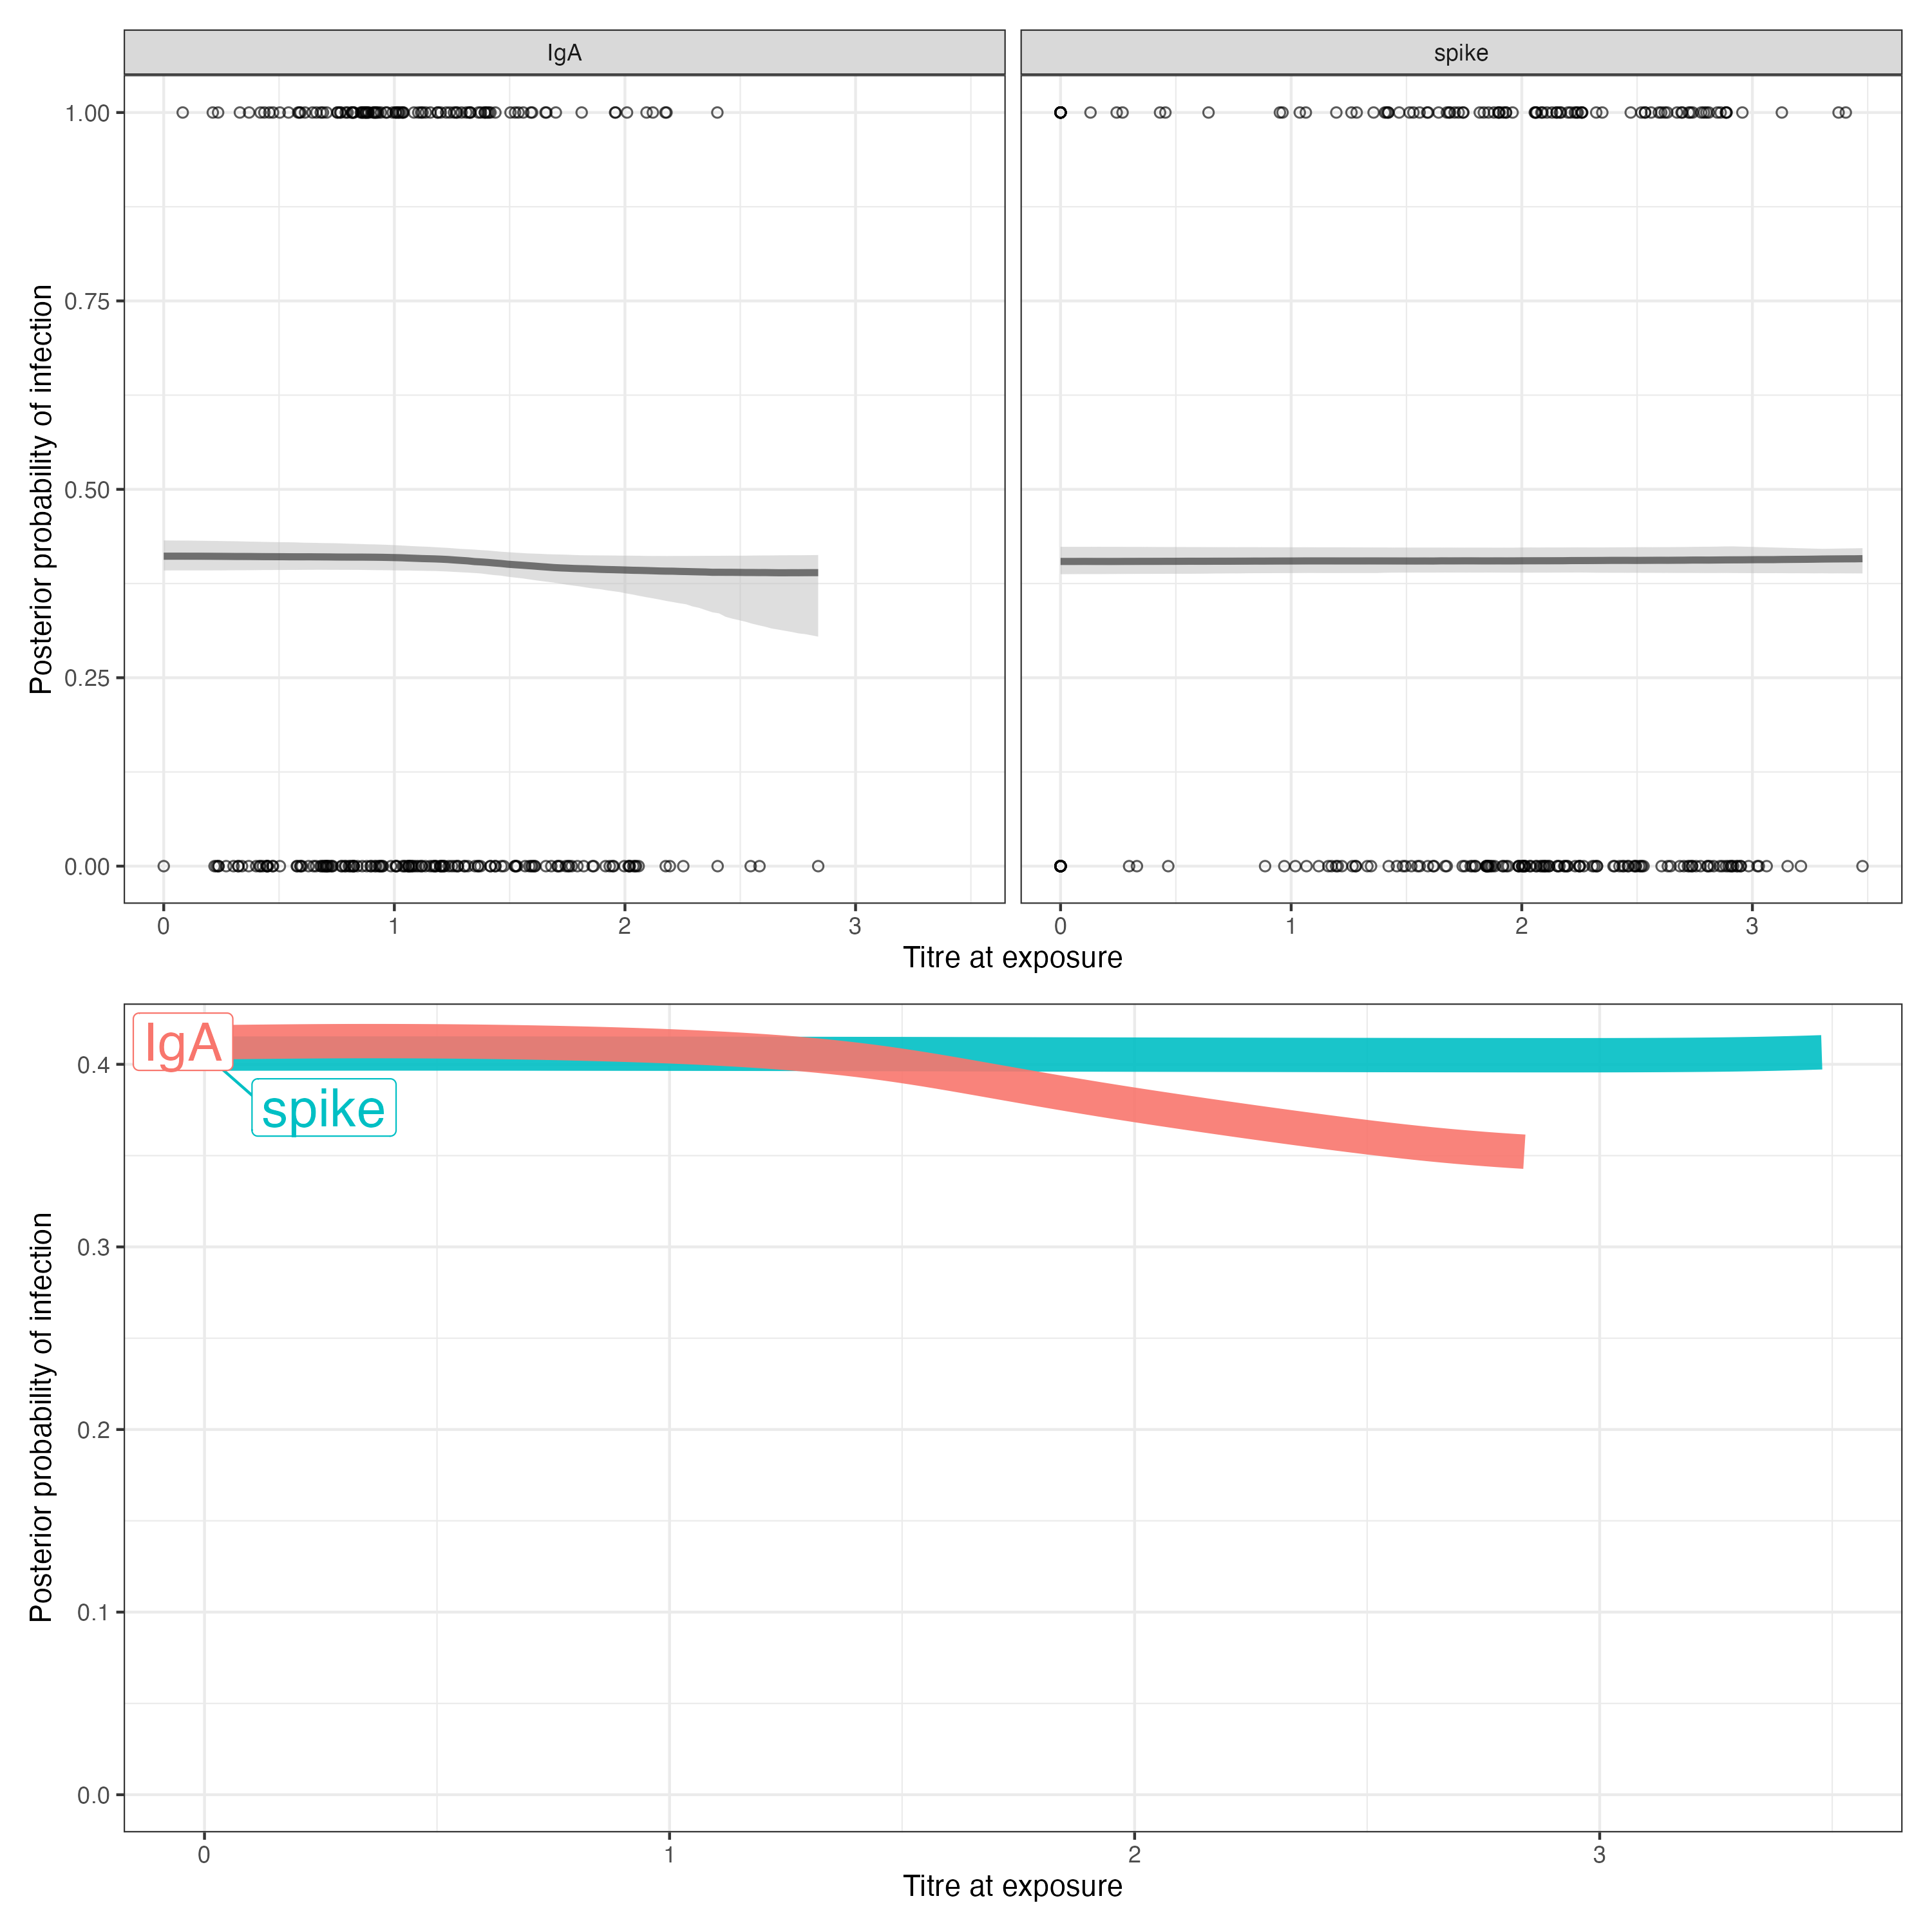 IgA
spike
Posterior probability of infection
1.00
0.75
0.50
0.25
0.00
0 1 2 3
0 1 2 3
Titre at exposure
Posterior probability of infection
IgA
spike
0.4
0.3
0.2
0.1
0.0
0 1 2 3
Titre at exposure